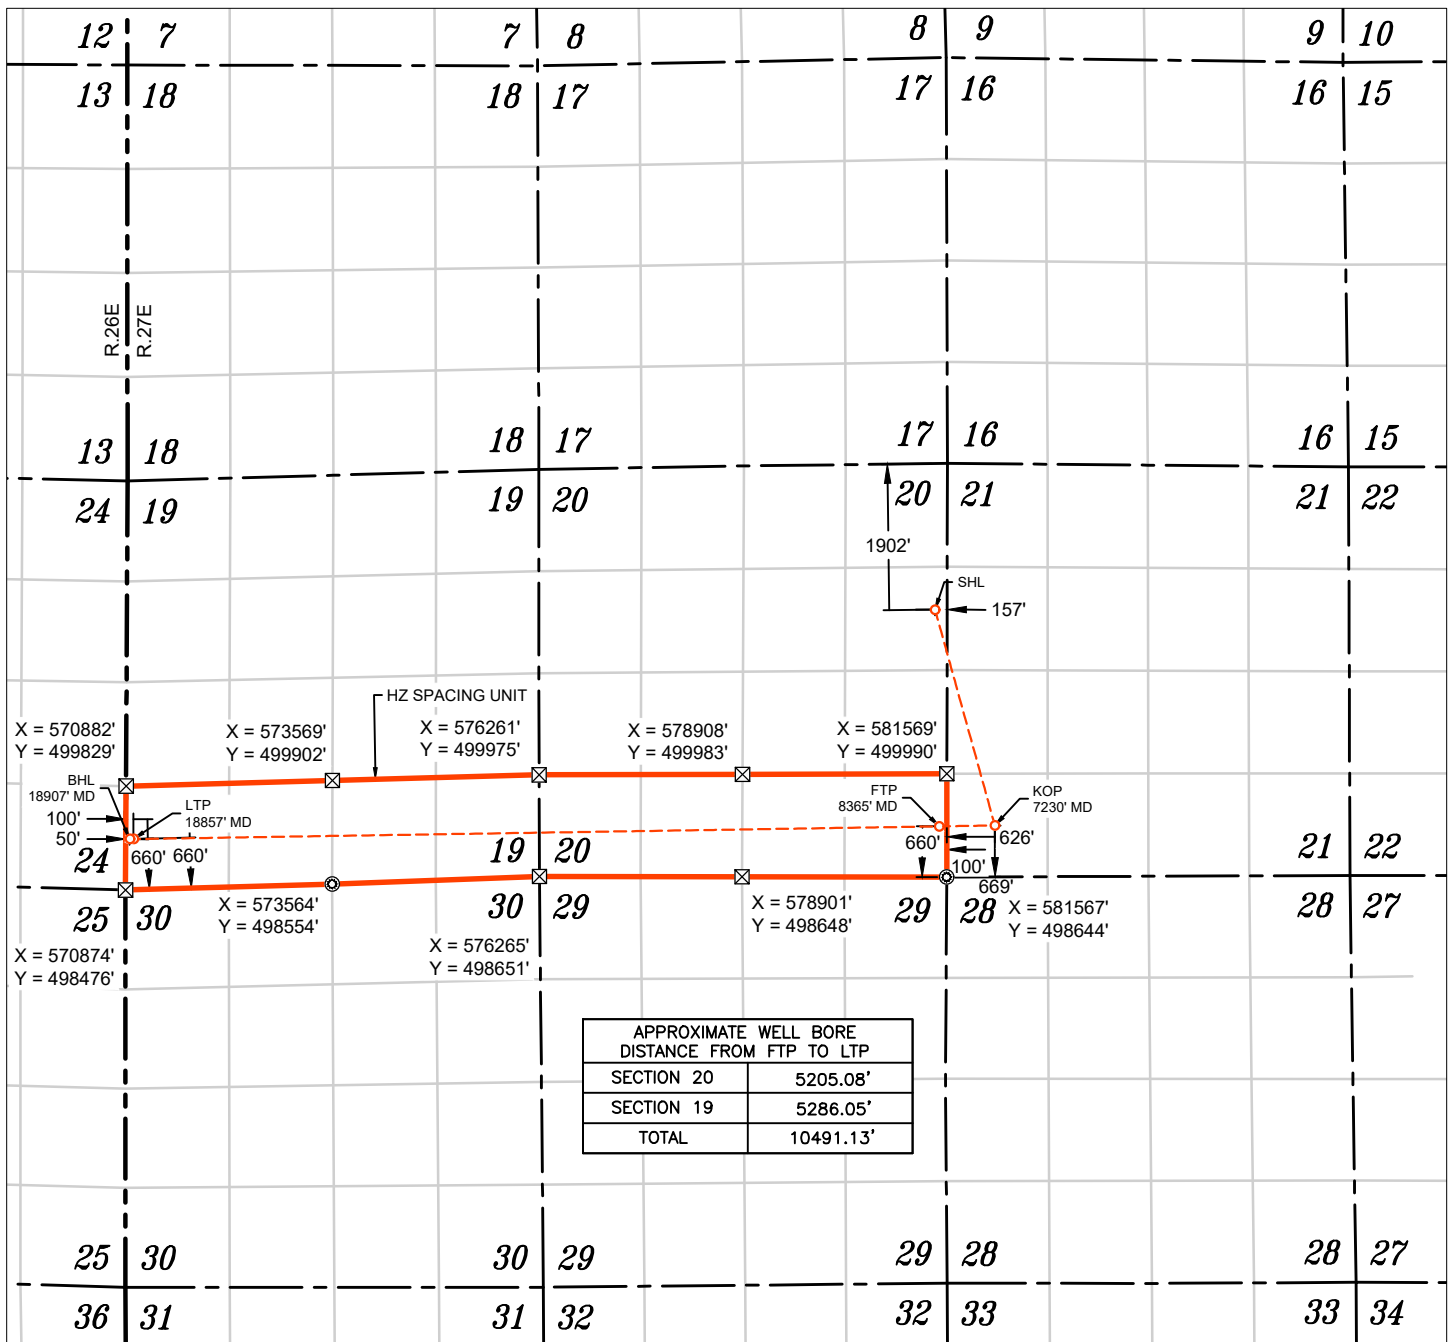 12 7 7 8 8 9 9 10
13 18 18 17 17 16 16 15
R.26E
R.27E
13 18 18 17 17 16 16 15
24 19 19 20 20 21 21 22
1902'
SHL
157'
HZ SPACING UNIT
X = 570882'
Y = 499829'
X = 573569'
Y = 499902'
X = 576261'
Y = 499975'
X = 578908'
Y = 499983'
X = 581569'
Y = 499990'
BHL
18907' MD
LTP
18857' MD
FTP
8365' MD
KOP
7230' MD
100'
50'
660'
660'
660'
626'
100'
669'
24 19 20 21 22
25 30 30 29 29 28 28 27
X = 570874'
Y = 498476'
X = 573564'
Y = 498554'
X = 576265'
Y = 498651'
X = 578901'
Y = 498648'
X = 581567'
Y = 498644'
APPROXIMATE WELL BORE
DISTANCE FROM FTP TO LTP
SECTION 20 5205.08'
SECTION 19 5286.05'
TOTAL 10491.13'
25 30 30 29 29 28 28 27
36 31 31 32 32 33 33 34